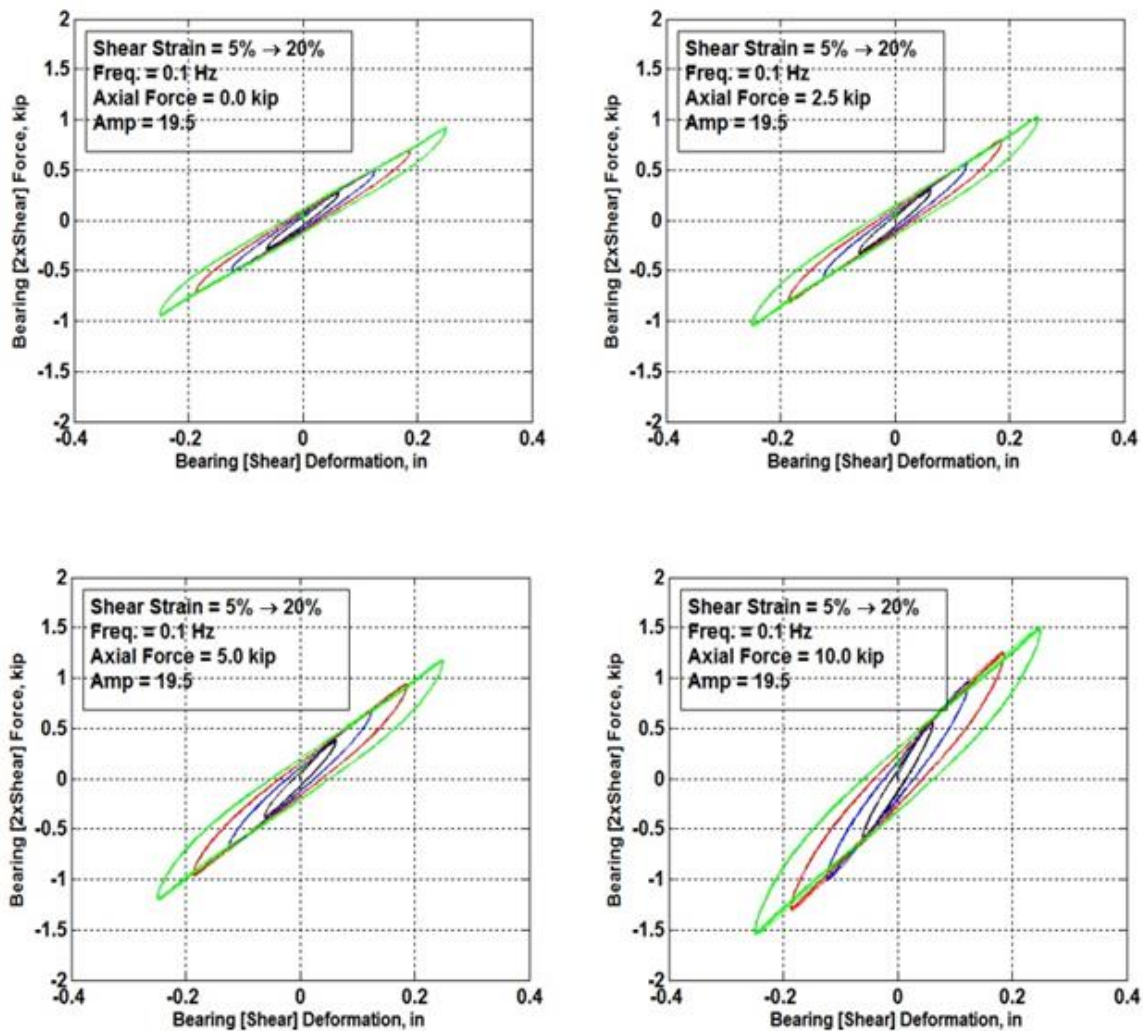 2
1.5
1
0.5
0
-0.5
-1
-1.5
-2
Bearing [2xShear] Force, kip
Shear Strain = 5% → 20%
Freq. = 0.1 Hz
Axial Force = 0.0 kip
Amp = 19.5
-0.4 -0.2 0 0.2 0.4
Bearing [Shear] Deformation, in
2
1.5
1
0.5
0
-0.5
-1
-1.5
-2
Bearing [2xShear] Force, kip
Shear Strain = 5% → 20%
Freq. = 0.1 Hz
Axial Force = 2.5 kip
Amp = 19.5
-0.4 -0.2 0 0.2 0.4
Bearing [Shear] Deformation, in
2
1.5
1
0.5
0
-0.5
-1
-1.5
-2
Bearing [2xShear] Force, kip
Shear Strain = 5% → 20%
Freq. = 0.1 Hz
Axial Force = 5.0 kip
Amp = 19.5
-0.4 -0.2 0 0.2 0.4
Bearing [Shear] Deformation, in
2
1.5
1
0.5
0
-0.5
-1
-1.5
-2
Bearing [2xShear] Force, kip
Shear Strain = 5% → 20%
Freq. = 0.1 Hz
Axial Force = 10.0 kip
Amp = 19.5
-0.4 -0.2 0 0.2 0.4
Bearing [Shear] Deformation, in